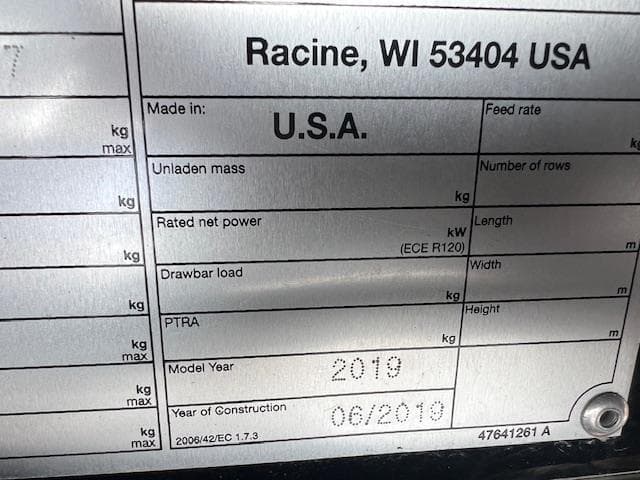 7
Racine, WI 53404 USA
Made in:
U.S.A.
Feed rate
kg
max
kg
Unladen mass
kg
Number of rows
kg
Rated net power
kW
(ECE R120)
Length
m
kg
Drawbar load
kg
Width
m
kg
PTRA
kg
Height
m
kg
max
Model Year
2019
kg
max
Year of Construction
06/2019
kg
max
2006/42/EC 1.7.3
47641261 A